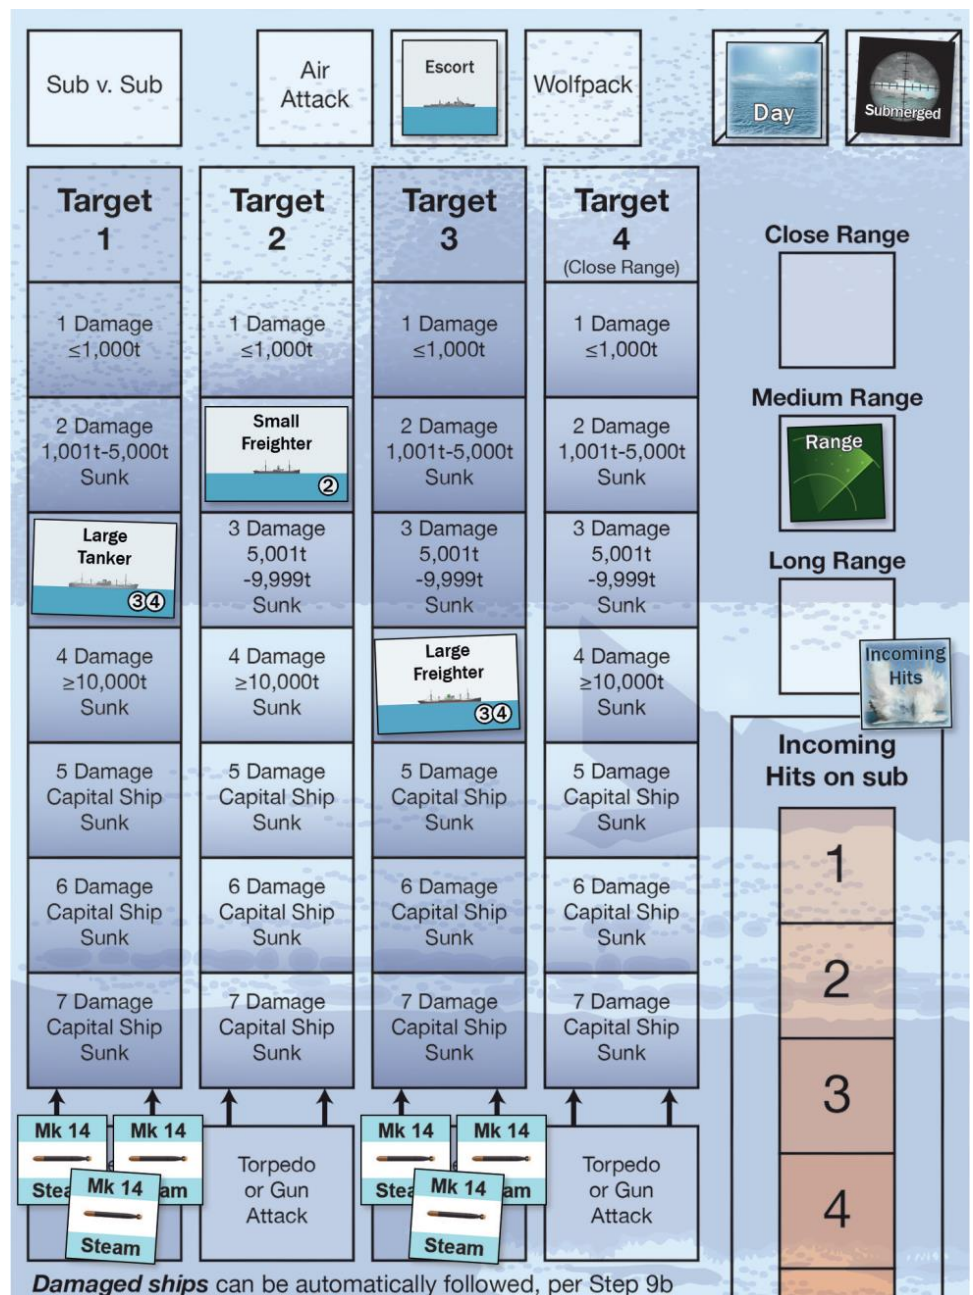 Sub v. Sub
Air
Attack
Escort
Wolfpack
Day
Submerged
Target
1
Target
2
Target
3
Target
4
(Close Range)
1 Damage
≤1,000t
1 Damage
≤1,000t
1 Damage
≤1,000t
1 Damage
≤1,000t
2 Damage
1,001t-5,000t
Sunk
2 Damage
1,001t-5,000t
Sunk
2 Damage
1,001t-5,000t
Sunk
Small
Freighter
②
Large
Tanker
③④
3 Damage
5,001t
-9,999t
Sunk
3 Damage
5,001t
-9,999t
Sunk
3 Damage
5,001t
-9,999t
Sunk
4 Damage
≥10,000t
Sunk
4 Damage
≥10,000t
Sunk
Large
Freighter
③④
4 Damage
≥10,000t
Sunk
5 Damage
Capital Ship
Sunk
5 Damage
Capital Ship
Sunk
5 Damage
Capital Ship
Sunk
5 Damage
Capital Ship
Sunk
6 Damage
Capital Ship
Sunk
6 Damage
Capital Ship
Sunk
6 Damage
Capital Ship
Sunk
6 Damage
Capital Ship
Sunk
7 Damage
Capital Ship
Sunk
7 Damage
Capital Ship
Sunk
7 Damage
Capital Ship
Sunk
7 Damage
Capital Ship
Sunk
Mk 14
Stea
Mk 14
am
Mk 14
Steam
Torpedo
or Gun
Attack
Mk 14
Stea
Mk 14
am
Mk 14
Steam
Torpedo
or Gun
Attack
Damaged ships can be automatically followed, per Step 9b
Close Range
Medium Range
Range
Long Range
Incoming
Hits
Incoming
Hits on sub
1
2
3
4